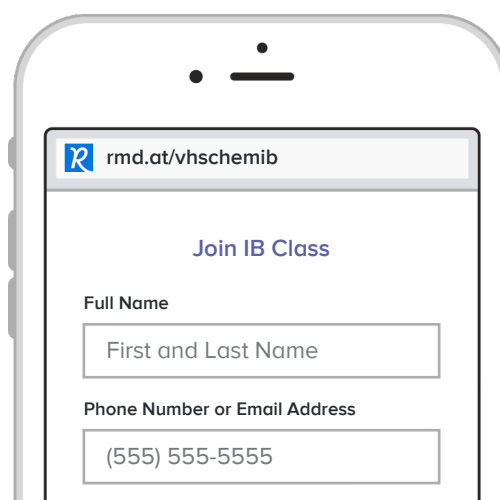 R rmd.at/vhschemib
Join IB Class
Full Name
First and Last Name
Phone Number or Email Address
(555) 555-5555